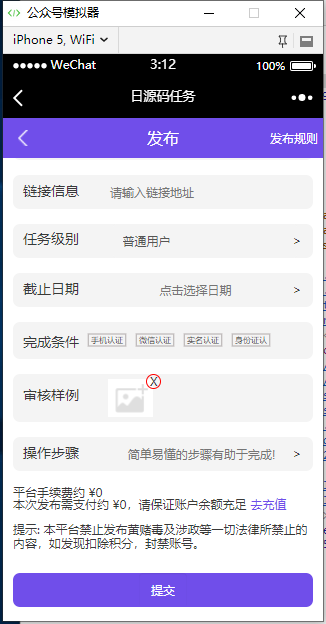 公众号模拟器
iPhone 5, WiFi
WeChat 3:12 100%
日源码任务
发布 发布规则
链接信息 请输入链接地址
任务级别 普通用户 >
截止日期 点击选择日期 >
完成条件 手机认证 微信认证 实名认证 身份证认
审核样例 X
操作步骤 简单易懂的步骤有助于完成! >
平台手续费约 ¥0
本次发布需支付约 ¥0，请保证账户余额充足 去充值
提示: 本平台禁止发布黄赌毒及涉政等一切法律所禁止的
内容，如发现扣除积分，封禁账号。
提交